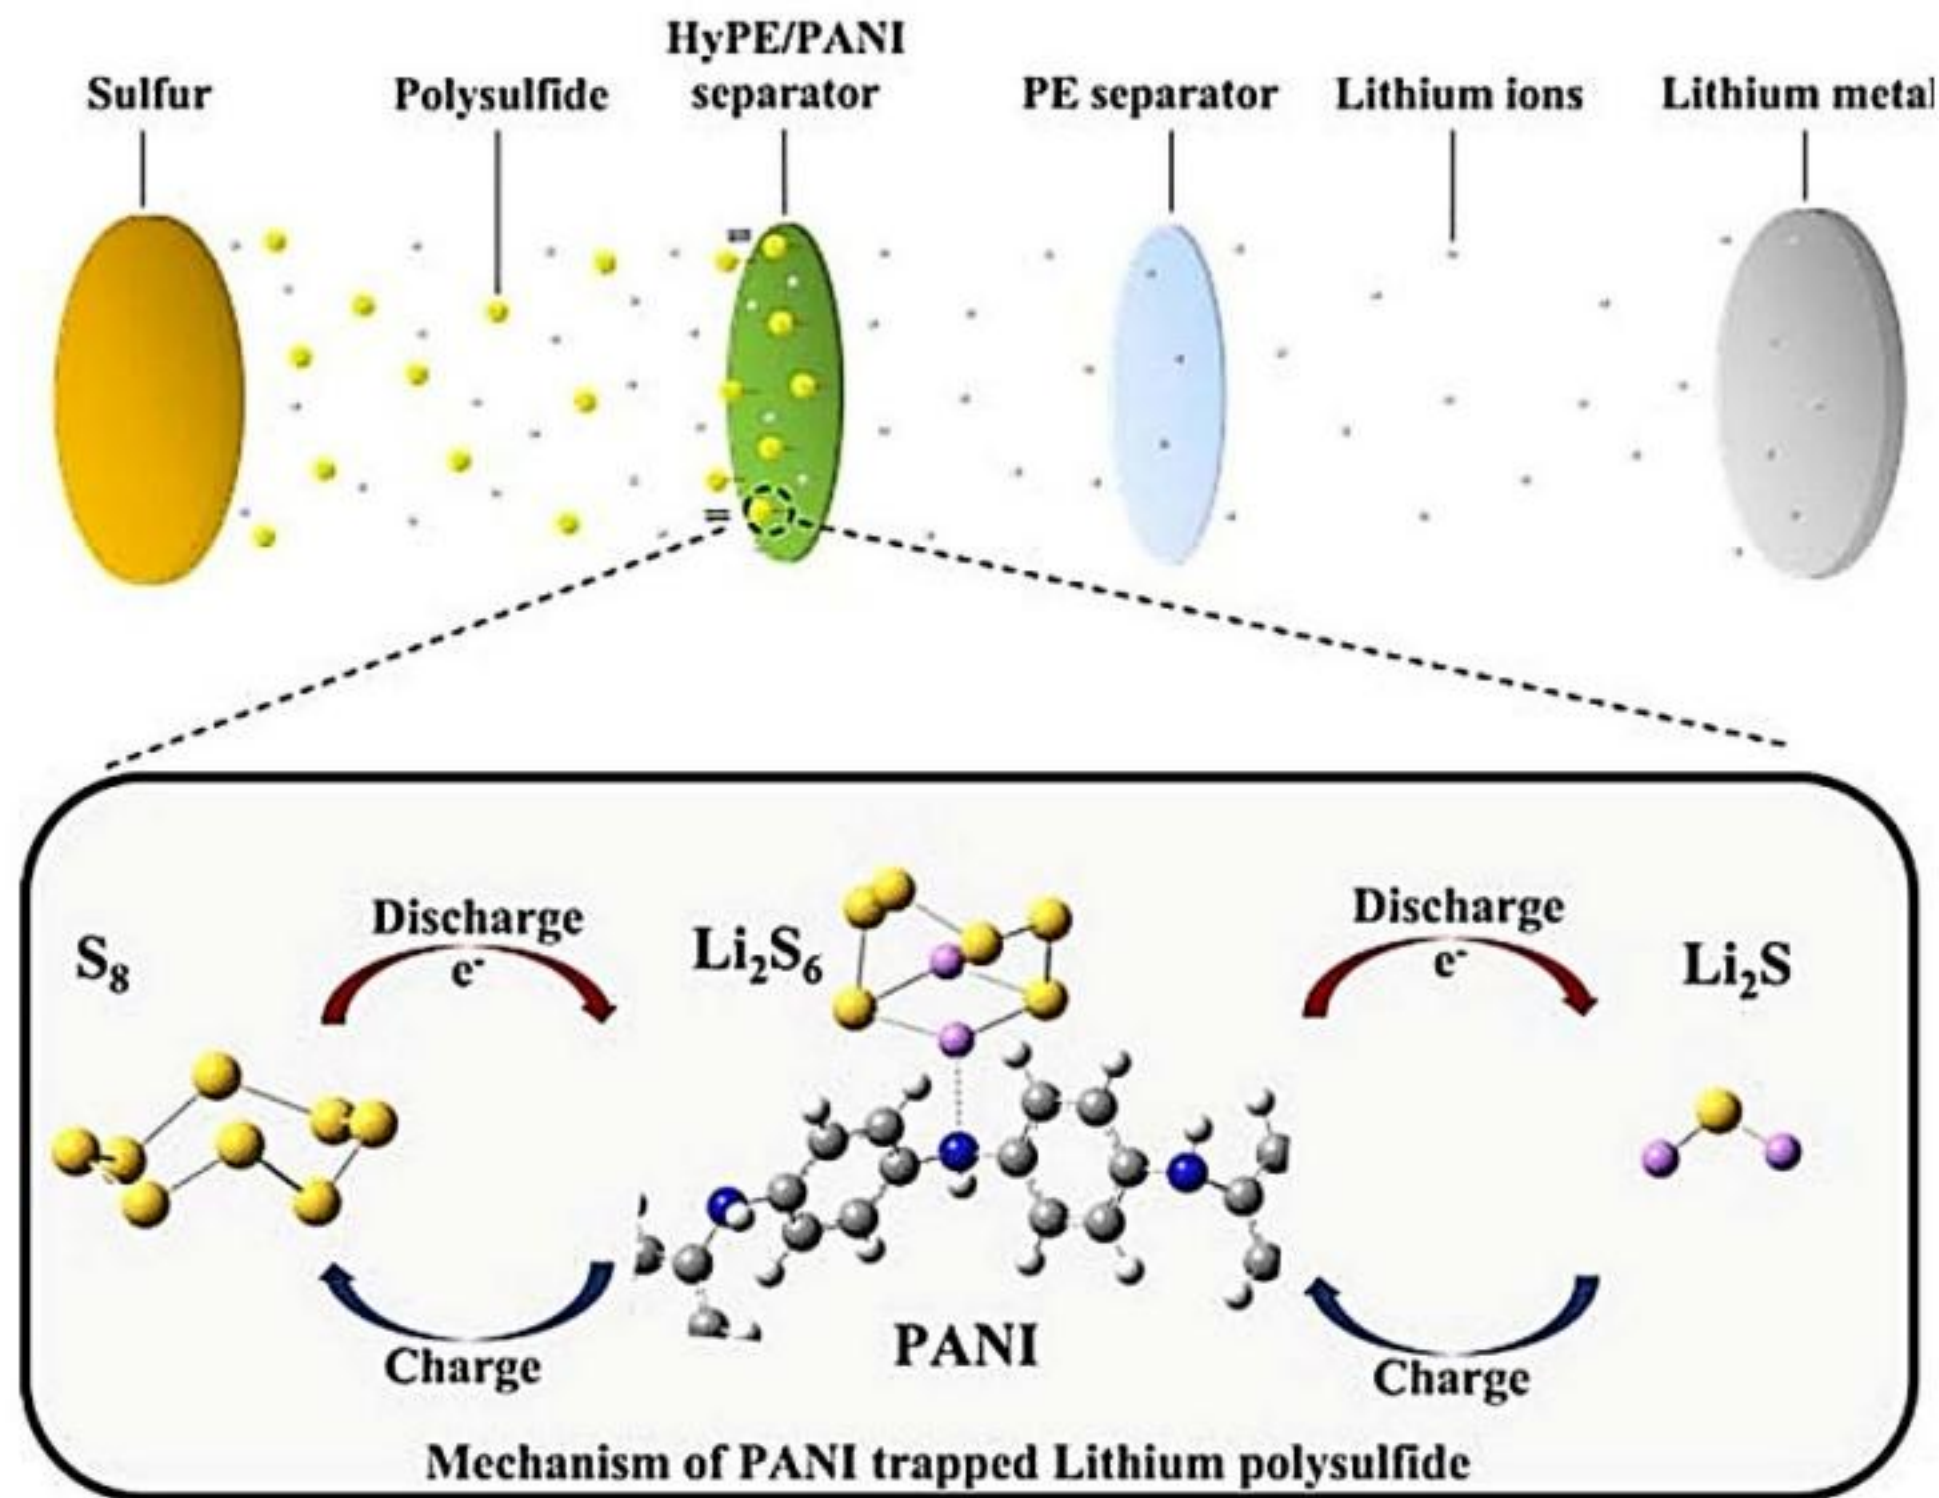 Sulfur
Polysulfide
HyPE/PANI
separator
PE separator
Lithium ions
Lithium metal
S₈
Discharge
e⁻
Li₂S₆
Discharge
e⁻
Li₂S
Charge
PANI
Charge
Mechanism of PANI trapped Lithium polysulfide